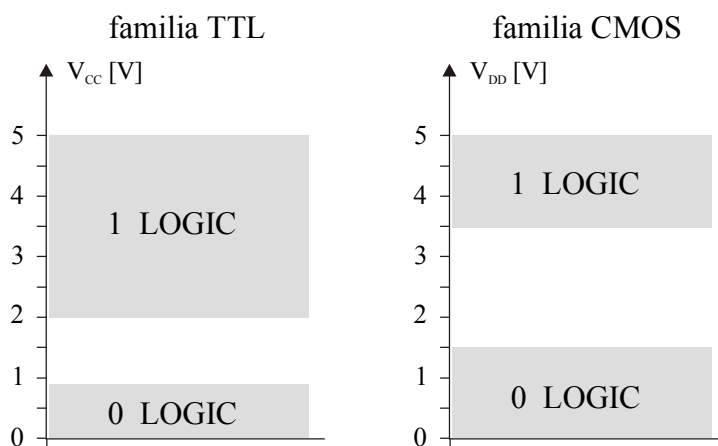 familia TTL
V_CC [V]
5
4
3
2
1
0
1 LOGIC
0 LOGIC
familia CMOS
V_DD [V]
5
4
3
2
1
0
1 LOGIC
0 LOGIC